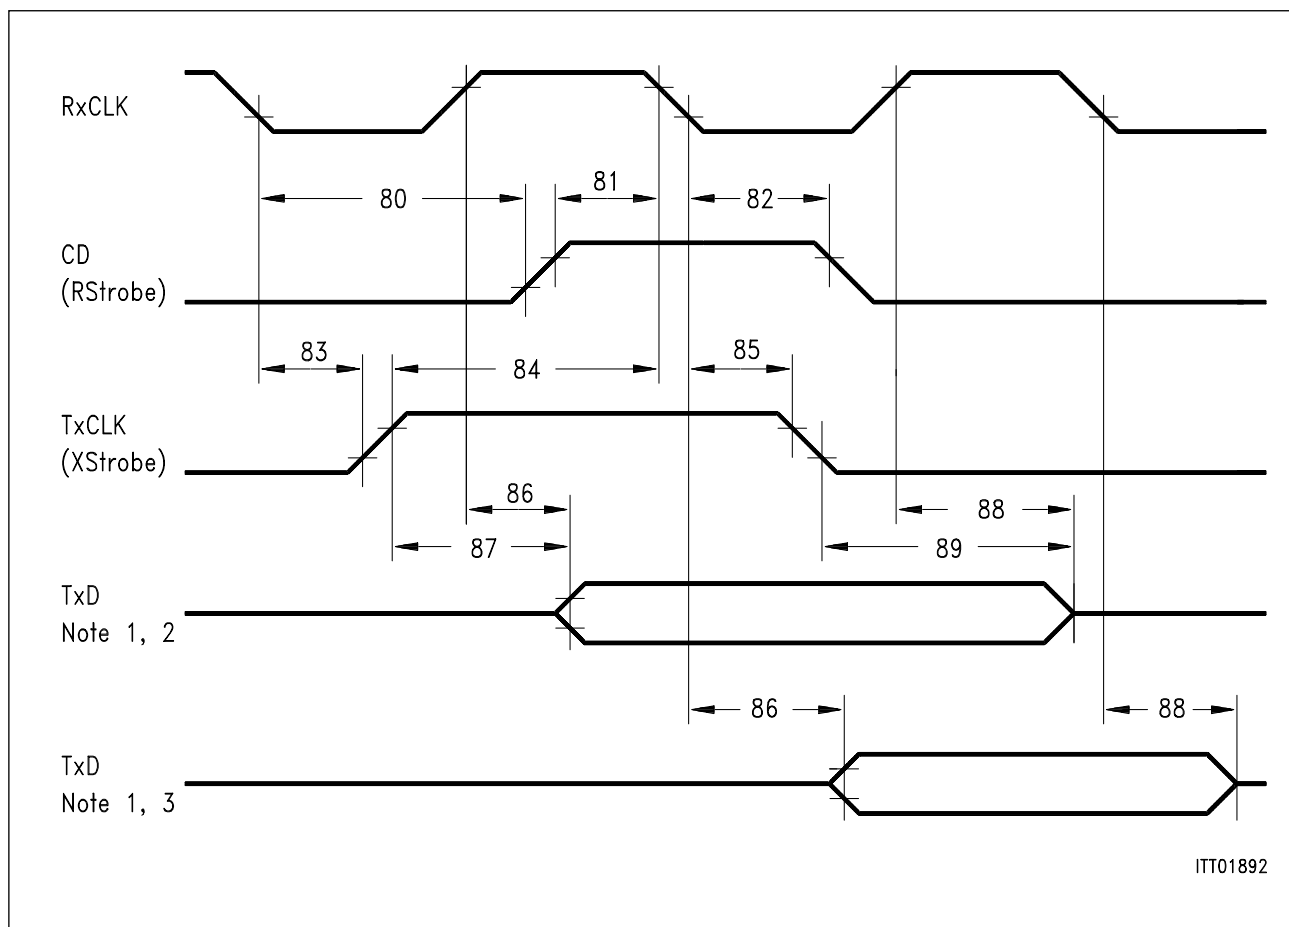 RxCLK
80
81
82
CD
(RStrobe)
83
84
85
TxCLK
(XStrobe)
86
87
88
89
TxD
Note 1, 2
86
88
TxD
Note 1, 3
ITT01892